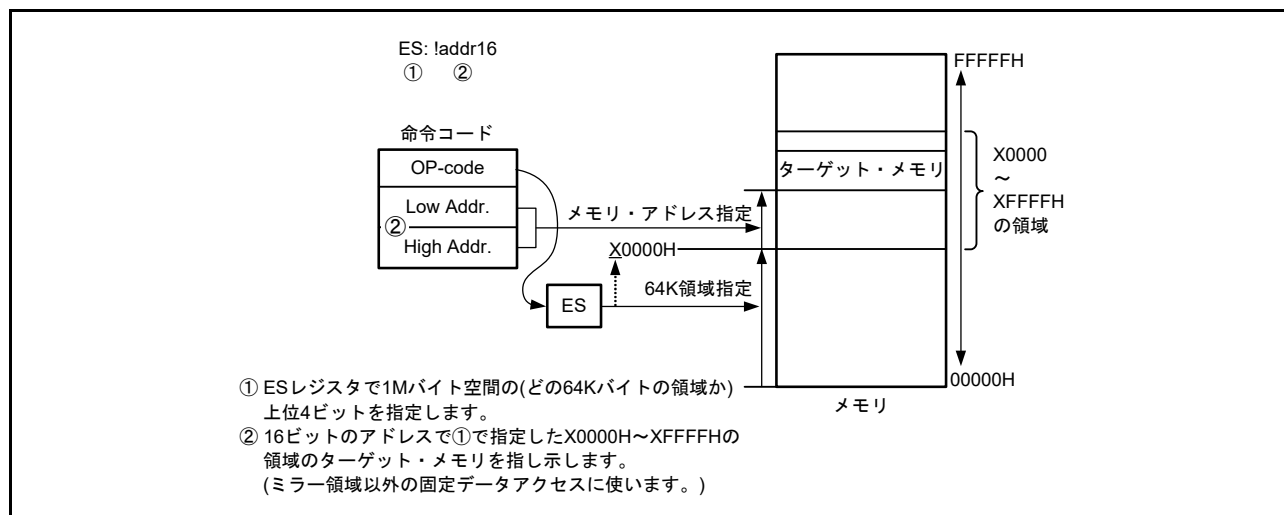 ES: !addr16
① ②
命令コード
OP-code
Low Addr.
②
High Addr.
メモリ・アドレス指定
X0000H
64K領域指定
ES
FFFFFH
ターゲット・メモリ
X0000
～
XFFFFH
の領域
00000H
メモリ
① ESレジスタで1Mバイト空間の(どの64Kバイトの領域か)
上位4ビットを指定します。
② 16ビットのアドレスで①で指定したX0000H～XFFFFHの
領域のターゲット・メモリを指し示します。
(ミラー領域以外の固定データアクセスに使います。)